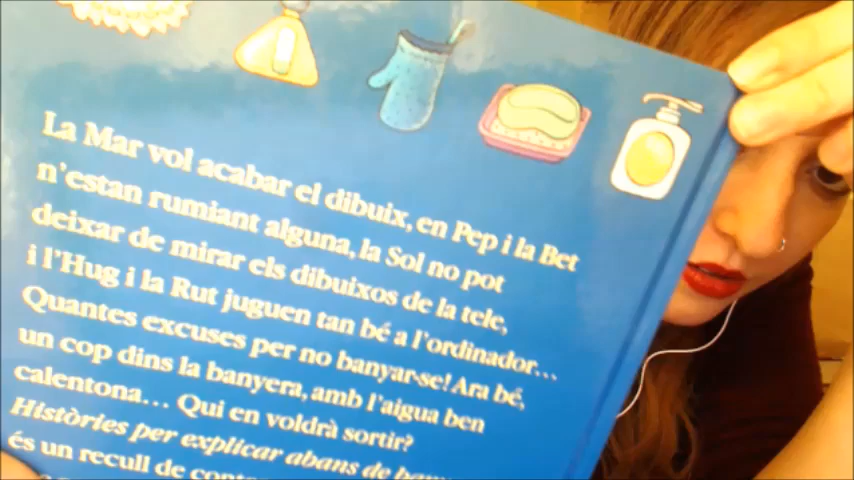 La Mar vol acabar el dibuix, en Pep i la Bet
n'estan rumiant alguna, la Sol no pot
deixar de mirar els dibuixos de la tele,
i l'Hug i la Rut juguen tan bé a l'ordinador...
Quantes excuses per no banyar-se! Ara bé,
un cop dins la banyera, amb l'aigua ben
calentona... Qui en voldrà sortir?
Històries per explicar abans de
és un recull de